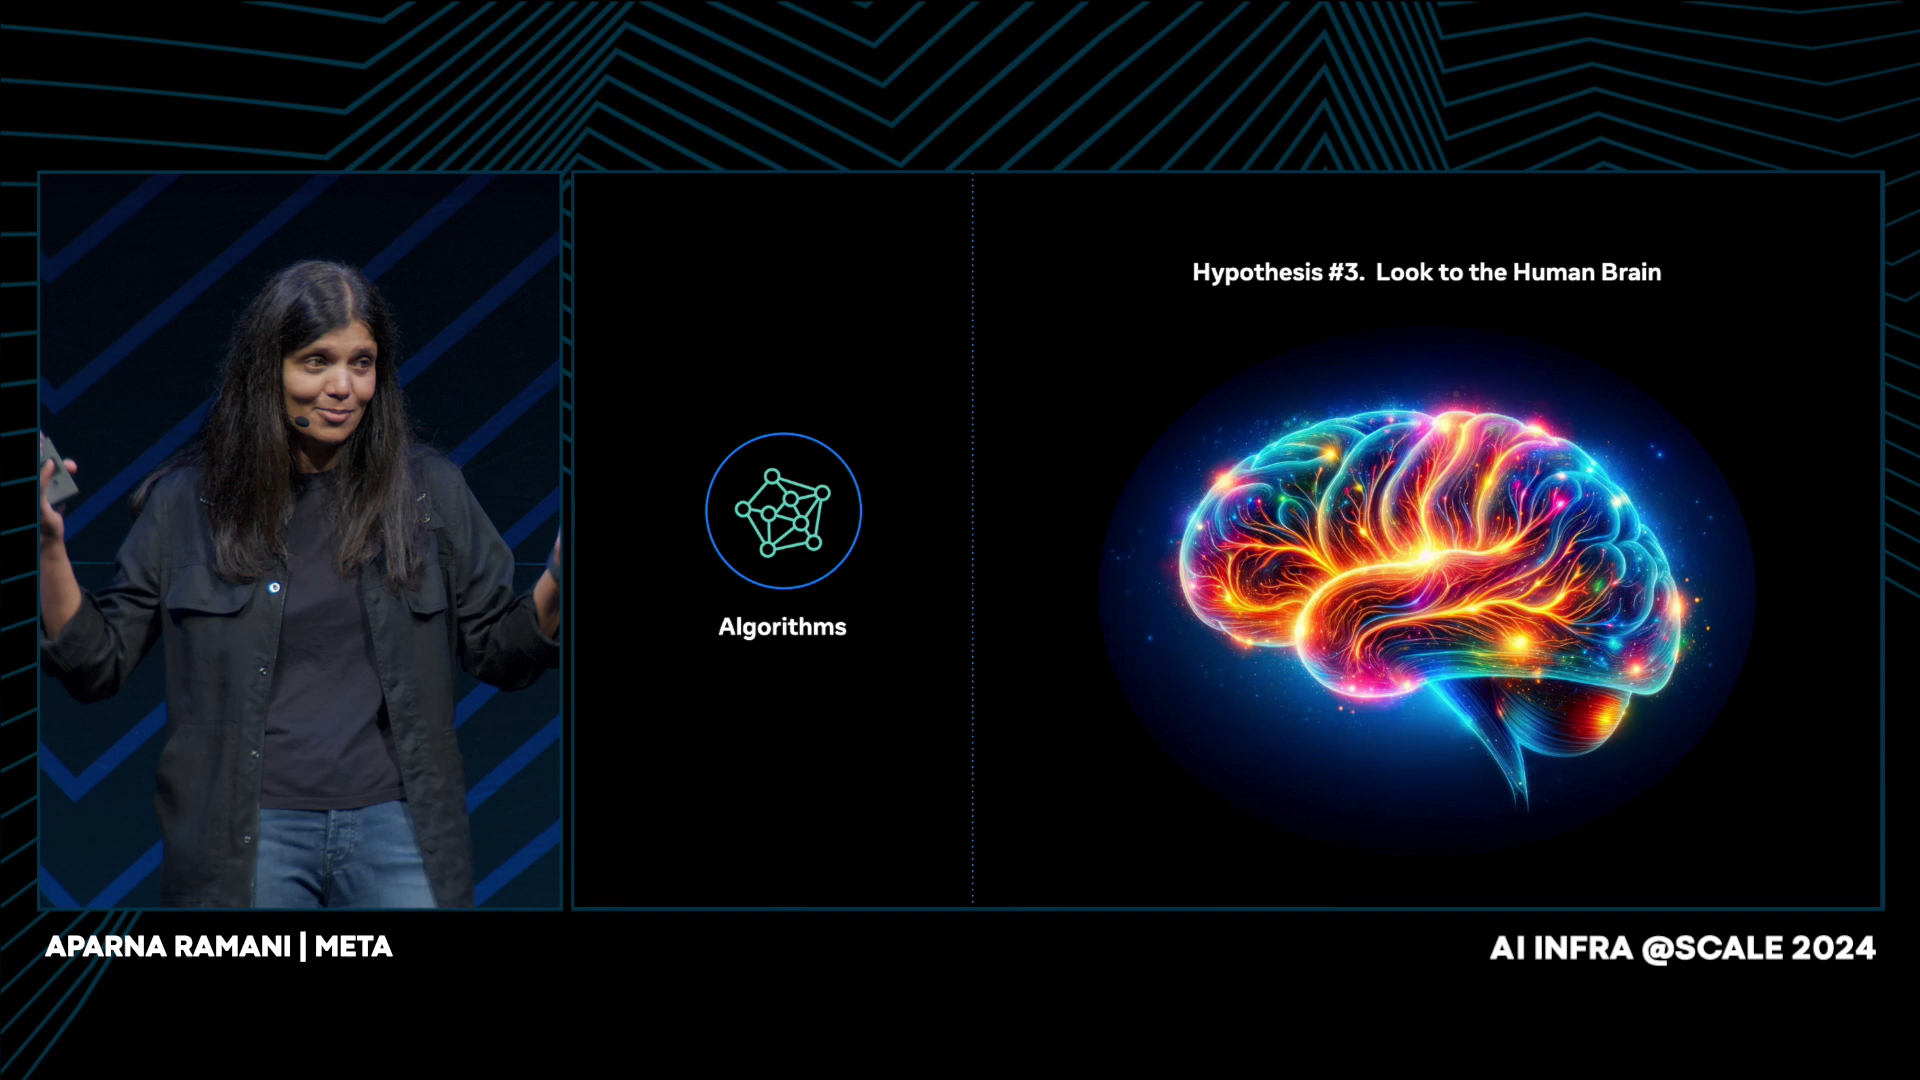 Hypothesis #3. Look to the Human Brain
Algorithms
APARNA RAMANI | META
AI INFRA @SCALE 2024